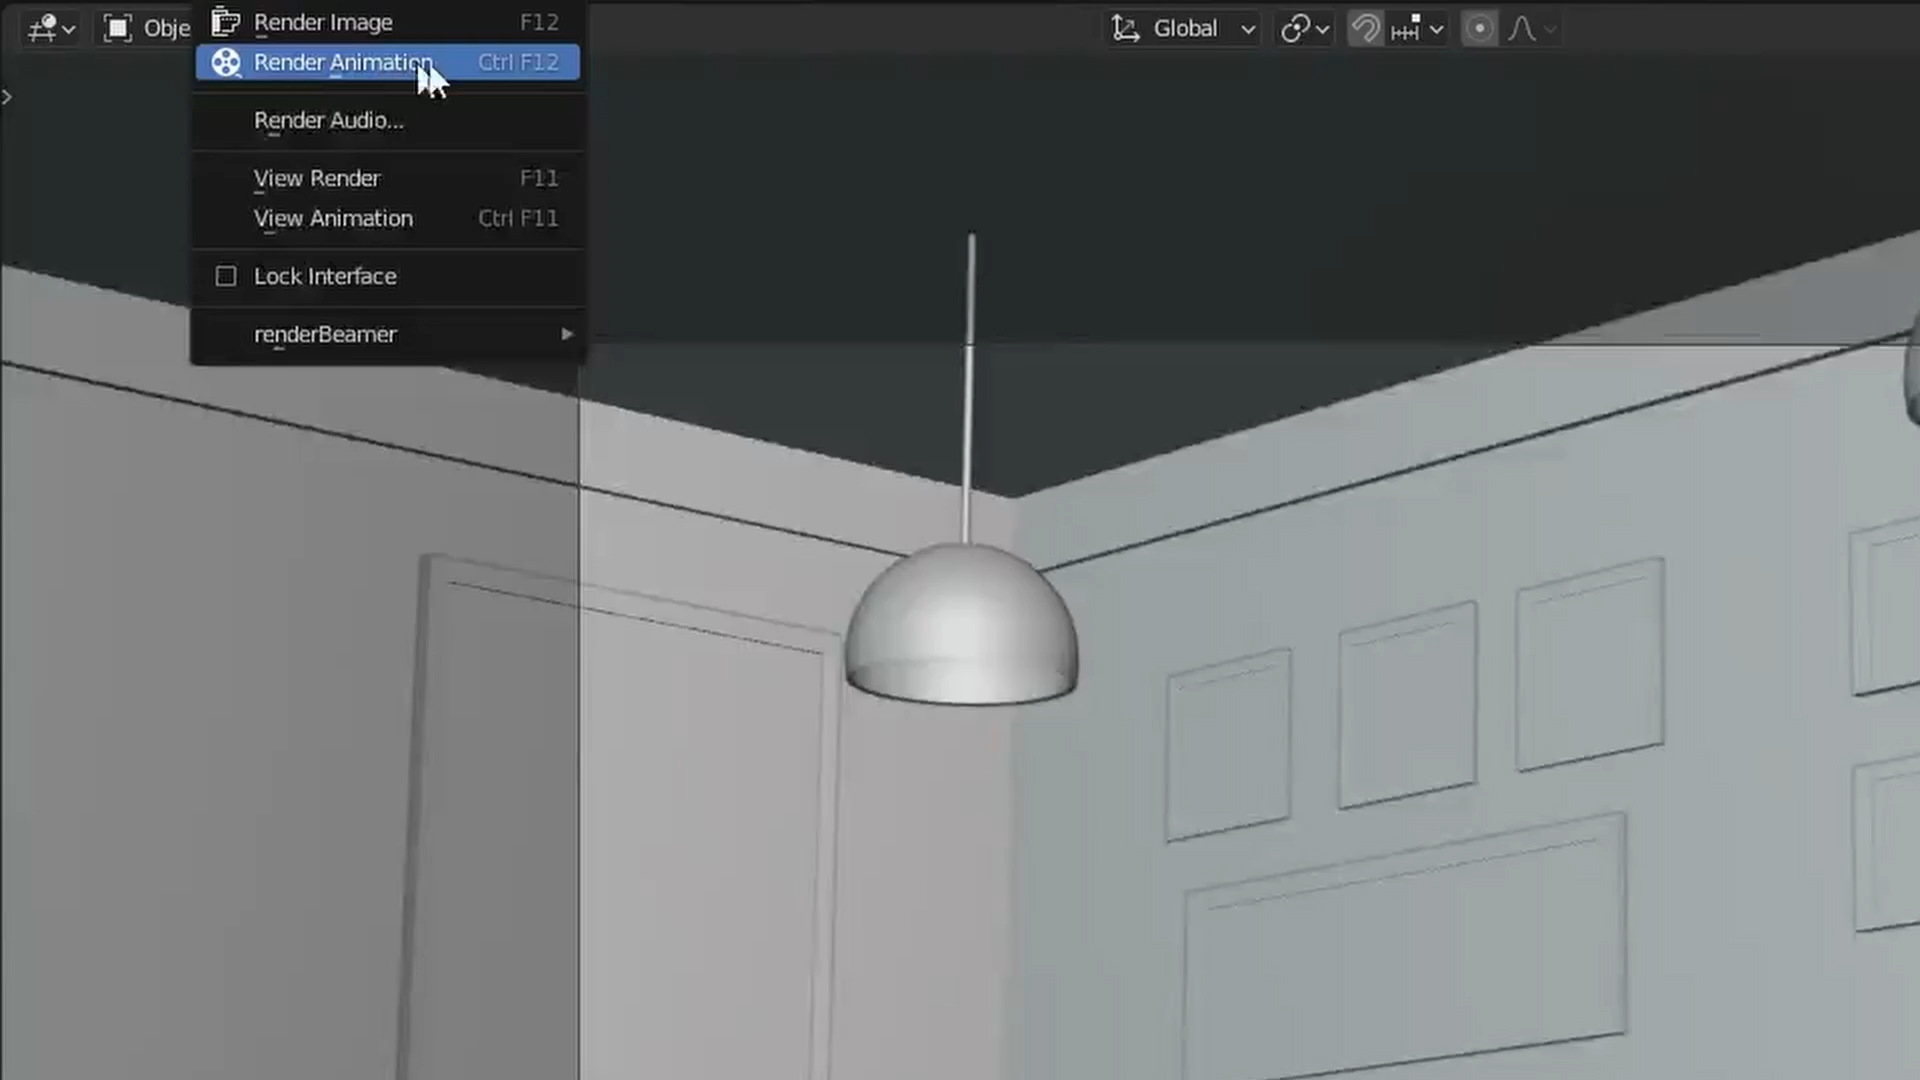 Obje
Global
Render Image F12
Render Animation Ctrl F12
Render Audio...
View Render F11
View Animation Ctrl F11
Lock Interface
renderBeamer